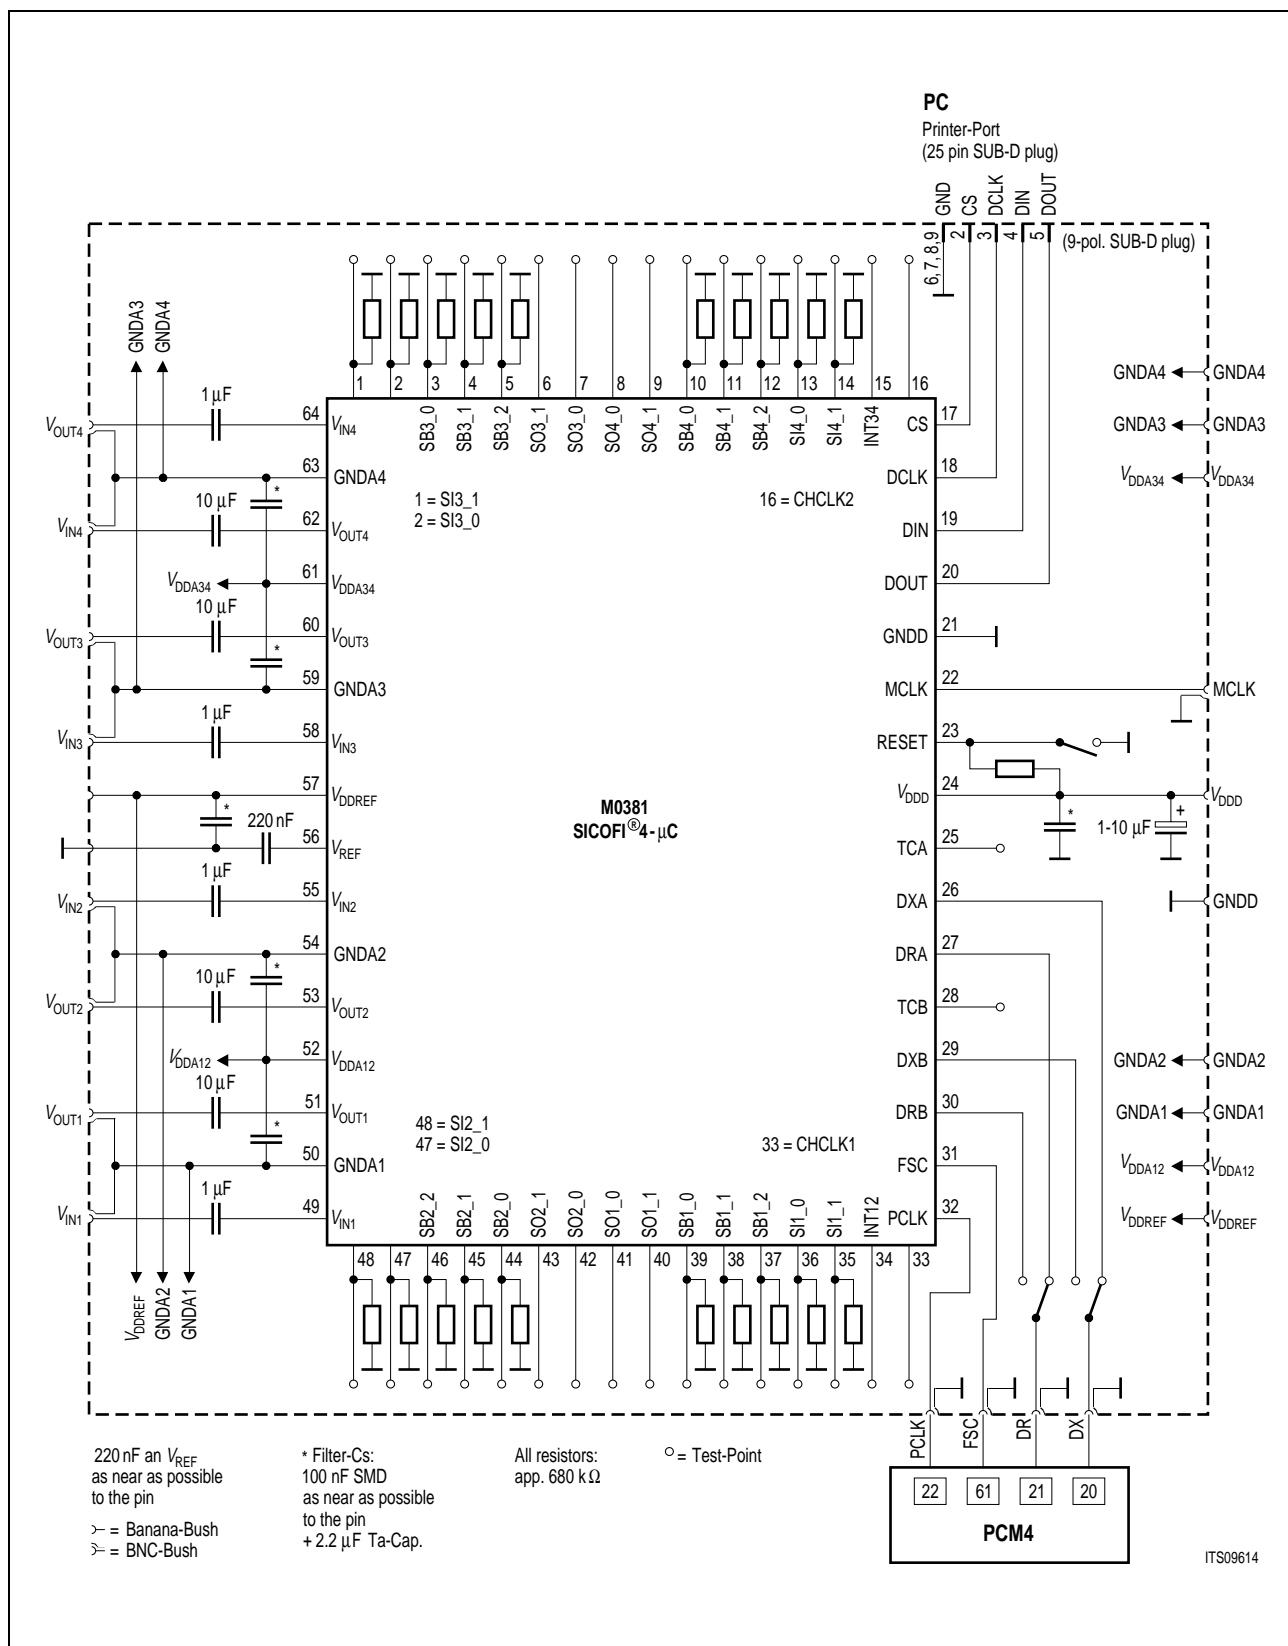 PC
Printer-Port
(25 pin SUB-D plug)
GND
CS
DCLK
DIN
DOUT
6, 7, 8, 9
2
3
4
5
(9-pol. SUB-D plug)
GNDA3
GNDA4
1
2
3
4
5
6
7
8
9
10
11
12
13
14
15
16
SB3_0
SB3_1
SB3_2
SO3_1
SO3_0
SO4_0
SO4_1
SB4_0
SB4_1
SB4_2
SI4_0
SI4_1
INT34
1 = SI3_1
2 = SI3_0
16 = CHCLK2
VOUT4
1 µF
64
VIN4
63
GNDA4
*
VIN4
10 µF
62
VOUT4
VDDA34
61
VDDA34
VOUT3
10 µF
60
VOUT3
*
59
GNDA3
VIN3
1 µF
58
VIN3
57
VDDREF
*
220 nF
56
VREF
VIN2
1 µF
55
VIN2
54
GNDA2
*
VOUT2
10 µF
53
VOUT2
VDDA12
52
VDDA12
VOUT1
10 µF
51
VOUT1
*
50
GNDA1
VIN1
1 µF
49
VIN1
M0381
SICOFI®4-µC
CS
17
DCLK
18
DIN
19
DOUT
20
GNDD
21
MCLK
22
MCLK
RESET
23
VDDD
24
VDDD
*
1-10 µF
+
TCA
25
DXA
26
GNDD
DRA
27
TCB
28
DXB
29
DRB
30
FSC
31
PCLK
32
GNDA4
GNDA4
GNDA3
GNDA3
VDDA34
VDDA34
GNDA2
GNDA2
GNDA1
GNDA1
VDDA12
VDDA12
VDDREF
VDDREF
48 = SI2_1
47 = SI2_0
33 = CHCLK1
SB2_2
SB2_1
SB2_0
SO2_1
SO2_0
SO1_0
SO1_1
SB1_0
SB1_1
SB1_2
SI1_0
SI1_1
INT12
48
47
46
45
44
43
42
41
40
39
38
37
36
35
34
33
VDDREF
GNDA2
GNDA1
PCLK
FSC
DR
DX
22
61
21
20
PCM4
220 nF an VREF
as near as possible
to the pin
= Banana-Bush
= BNC-Bush
* Filter-Cs:
100 nF SMD
as near as possible
to the pin
+ 2.2 µF Ta-Cap.
All resistors:
app. 680 kΩ
= Test-Point
ITS09614